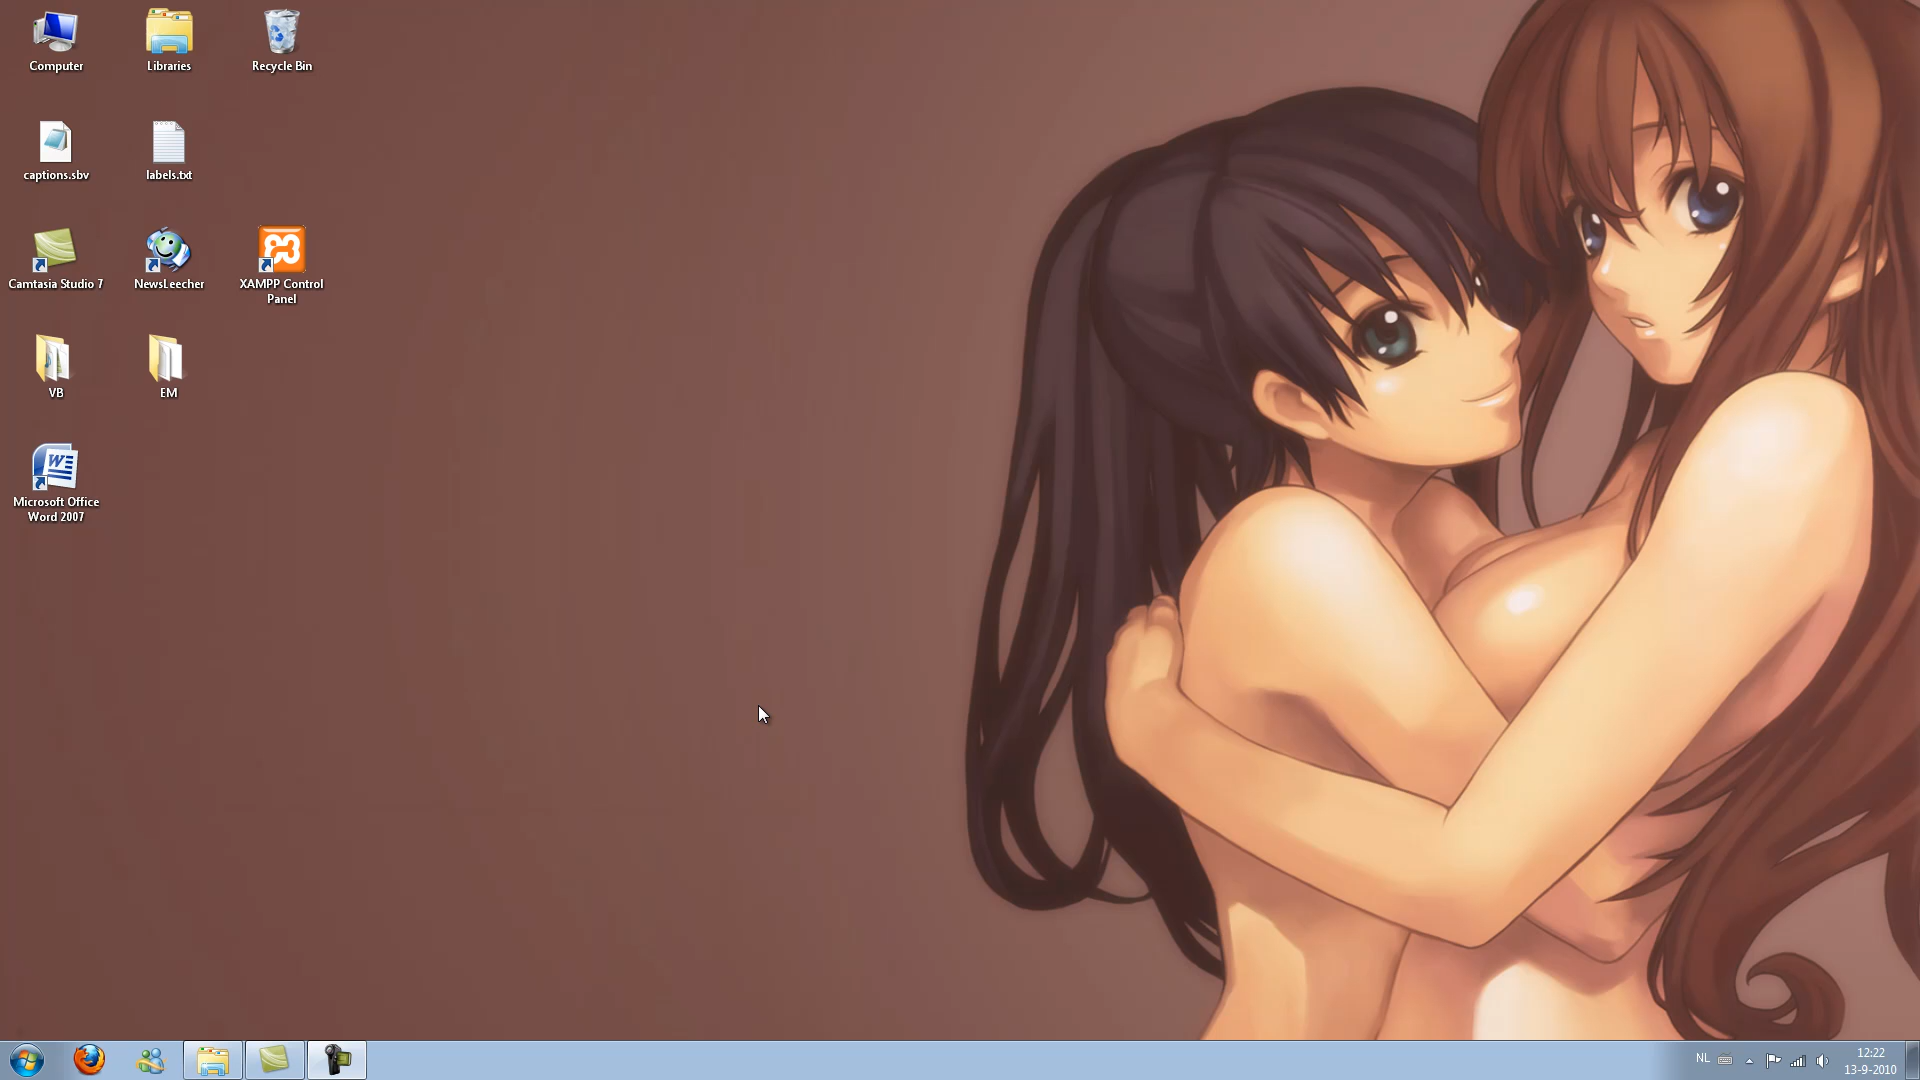 Computer
Libraries
Recycle Bin
captions.sbv
labels.txt
Camtasia Studio 7
NewsLeecher
XAMPP Control
Panel
VB
EM
W
Microsoft Office
Word 2007
NL
12:22
13-9-2010